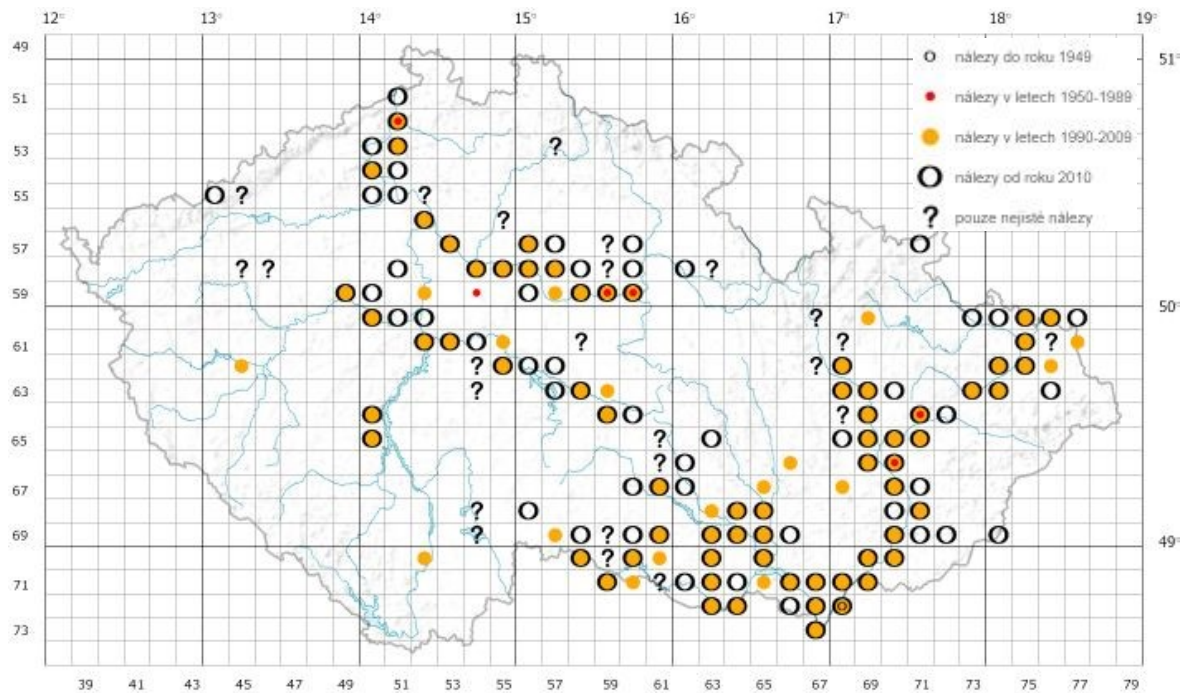 12° 13° 14° 15° 16° 17° 18° 19°
49 51°
nálezy do roku 1949
51
nálezy v letech 1950-1989
53 ?
nálezy v letech 1990-2009
nálezy od roku 2010
55 ? ?
? ? pouze nejisté nálezy
57 ?
? ? ? ?
59
50°
?
61 ? ? ?
? ?
63 ?
?
65 ?
?
67
?
69 ? ?
49°
?
71 ?
73
39 41 43 45 47 49 51 53 55 57 59 61 63 65 67 69 71 73 75 77 79